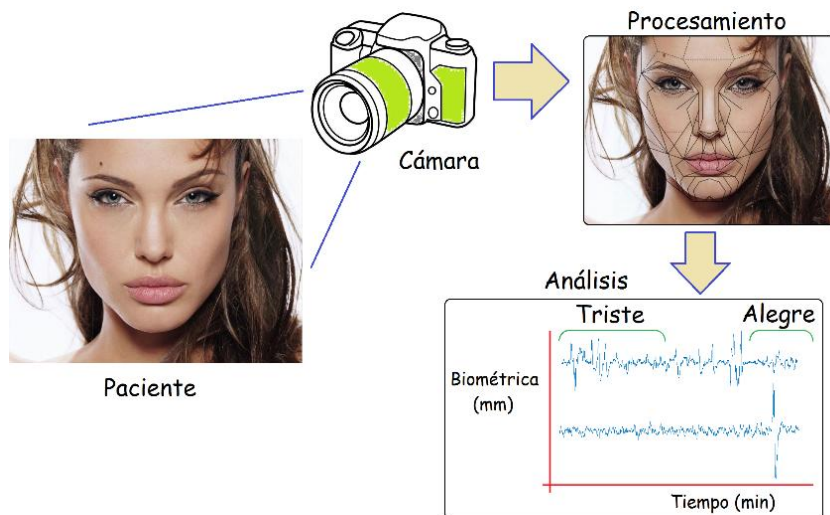 Procesamiento
Cámara
Paciente
Análisis
Triste
Alegre
Biométrica
(mm)
Tiempo (min)